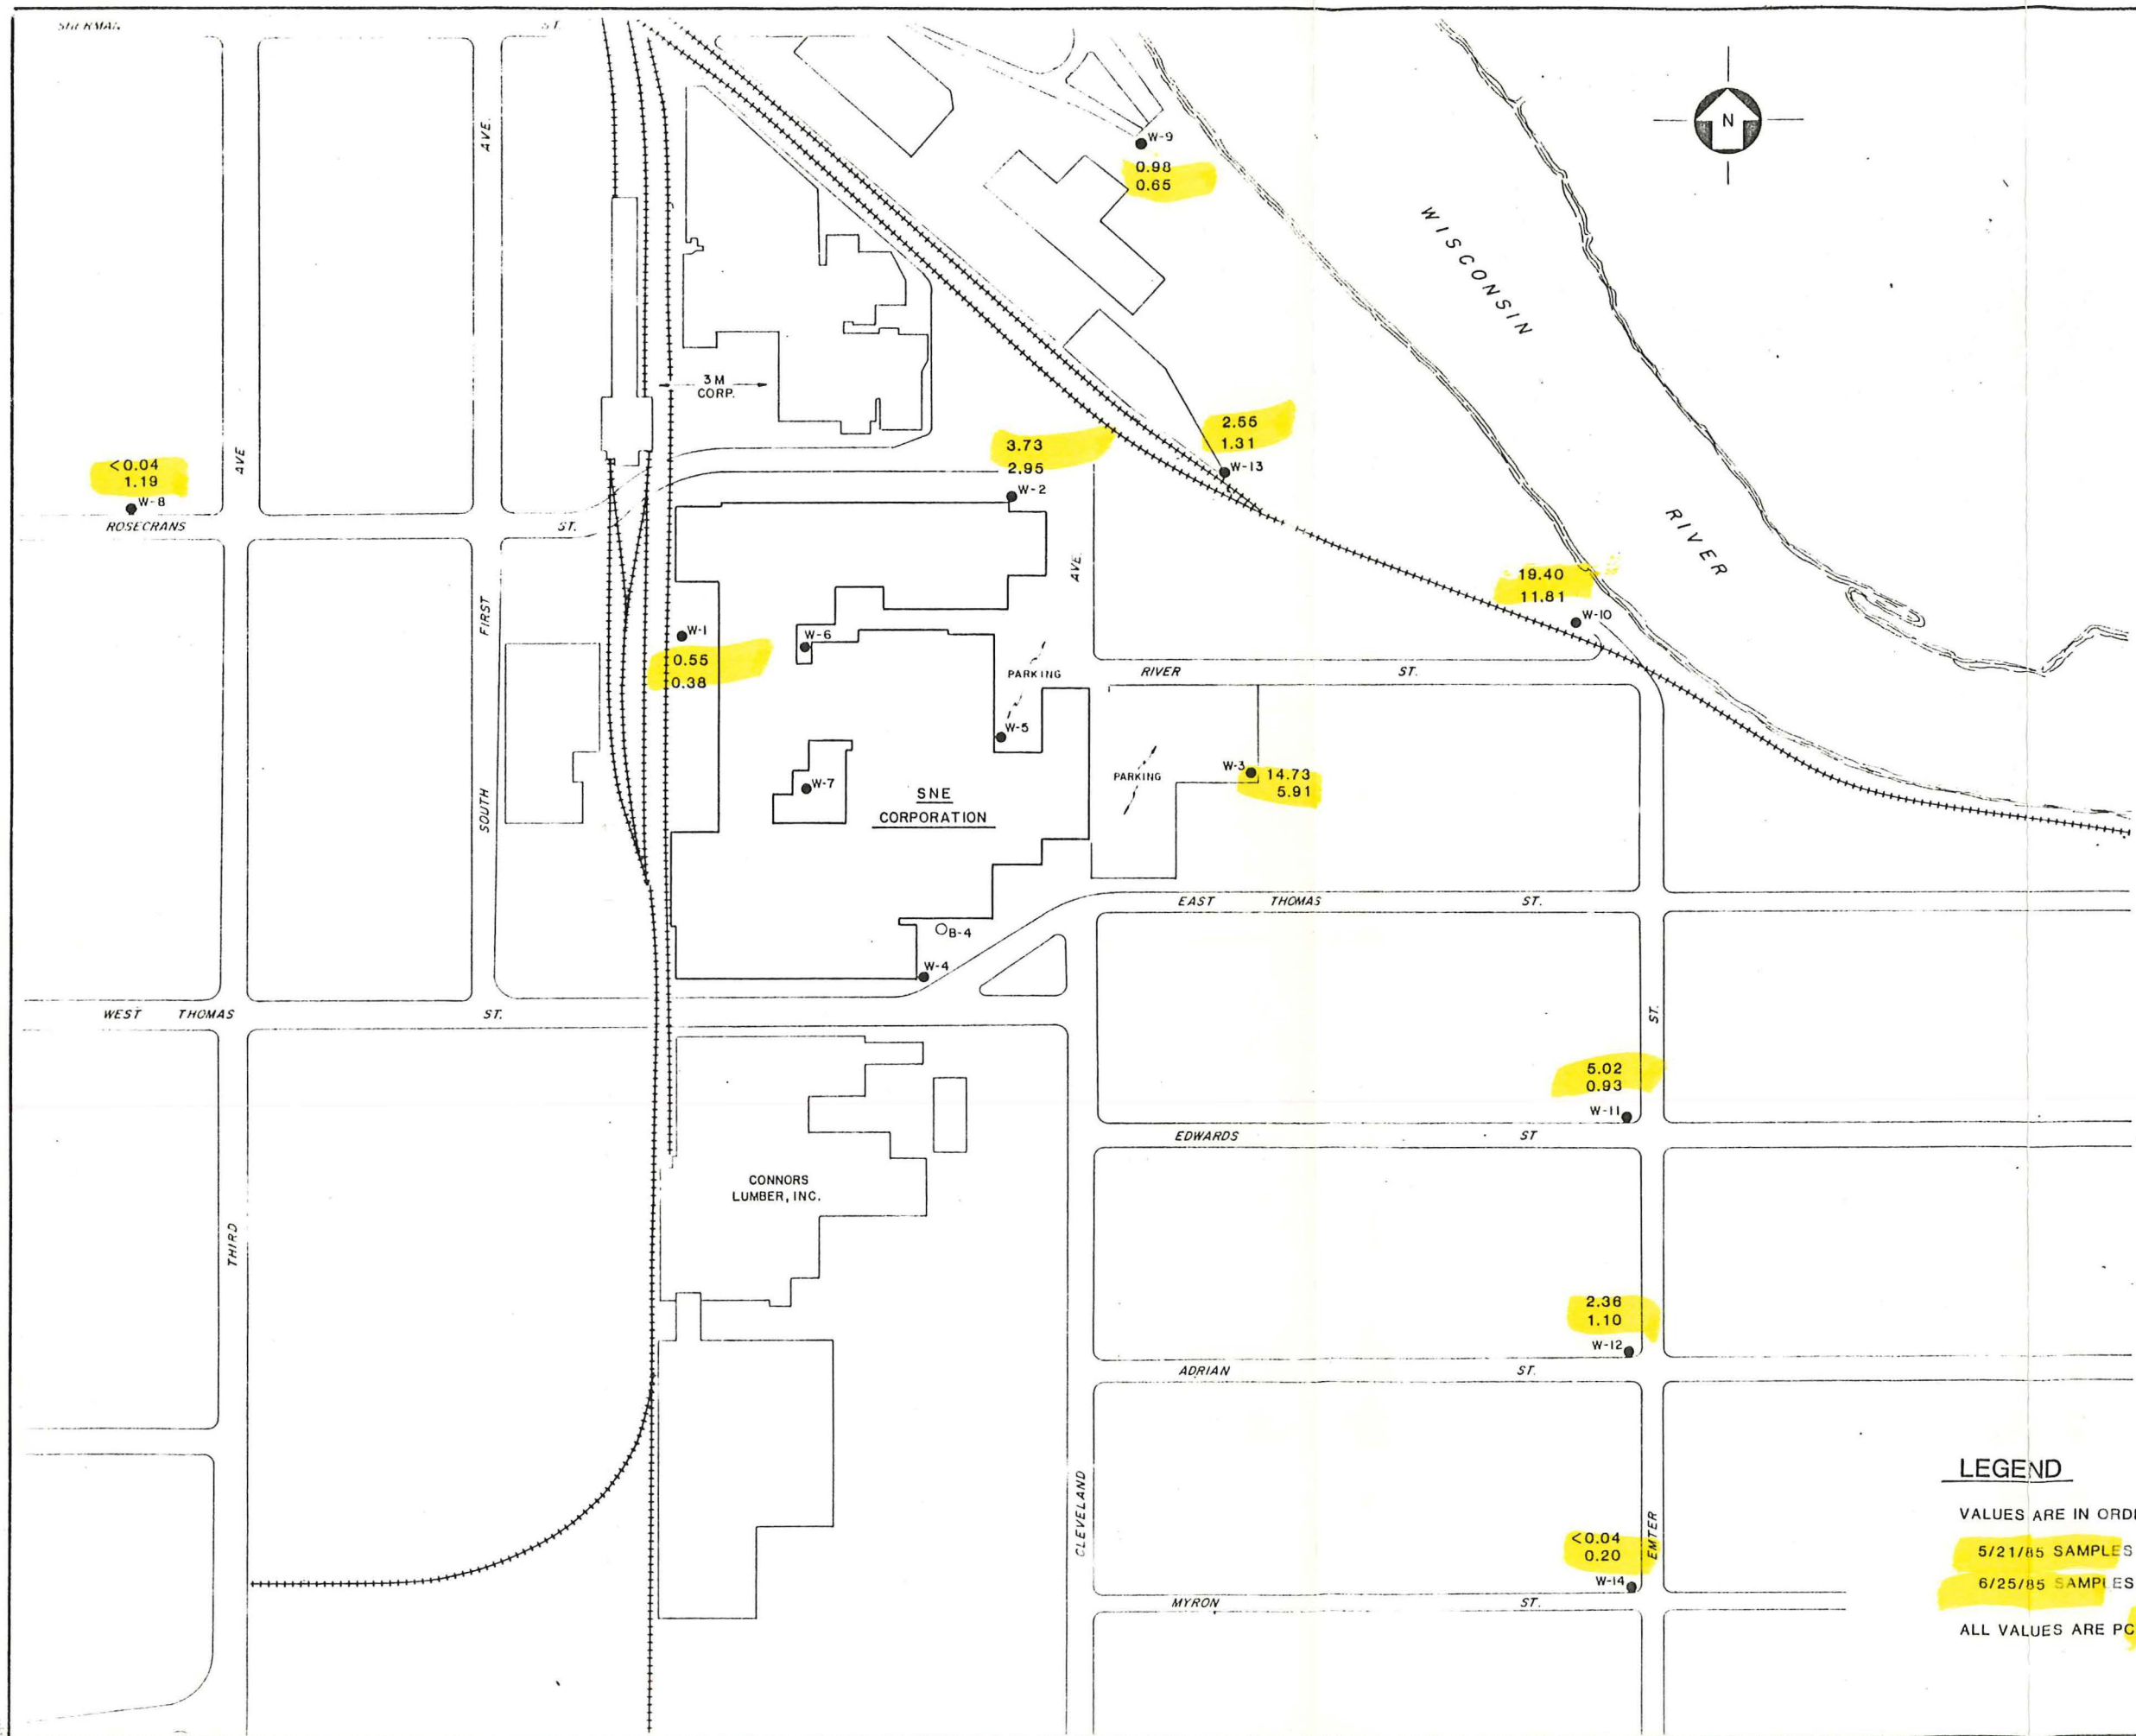 SHERMAN
ST.
AVE.
N
W-9
0.98
0.65
WISCONSIN
RIVER
3 M
CORP.
<0.04
1.19
W-8
AVE
ROSECRANS
ST.
3.73
2.95
W-2
2.55
1.31
W-13
AVE.
19.40
11.81
W-10
FIRST
W-1
0.55
0.38
W-6
PARKING
RIVER
ST.
W-5
W-7
SOUTH
SNE
CORPORATION
PARKING
W-3
14.73
5.91
EAST THOMAS ST.
B-4
W-4
WEST THOMAS ST.
ST.
5.02
0.93
W-11
EDWARDS ST
CONNORS
LUMBER, INC.
THIRD
2.36
1.10
W-12
ADRIAN ST.
CLEVELAND
<0.04
0.20
EMTER
W-14
MYRON ST.
LEGEND
VALUES ARE IN
5/21/85 SAMPLES
6/25/85 SAMPLES
ALL VALUES ARE